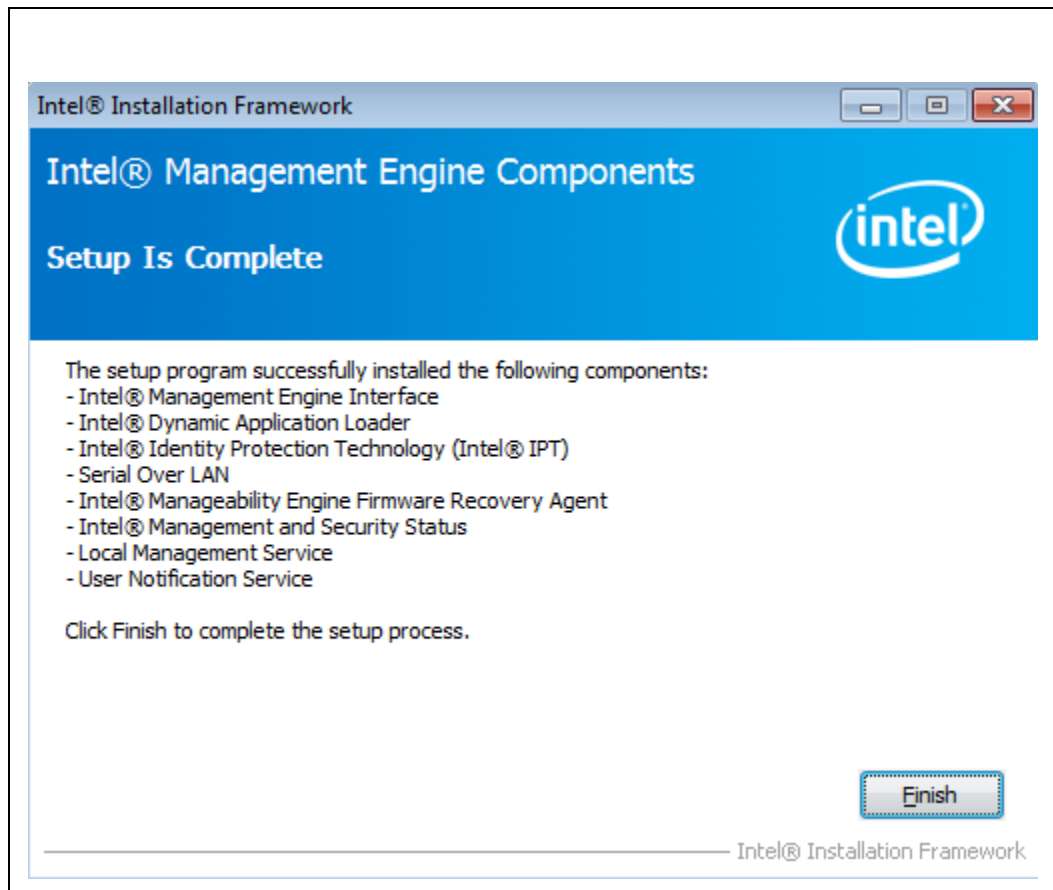 Intel® Installation Framework
Intel® Management Engine Components
intel
Setup Is Complete
The setup program successfully installed the following components:
- Intel® Management Engine Interface
- Intel® Dynamic Application Loader
- Intel® Identity Protection Technology (Intel® IPT)
- Serial Over LAN
- Intel® Manageability Engine Firmware Recovery Agent
- Intel® Management and Security Status
- Local Management Service
- User Notification Service
Click Finish to complete the setup process.
Finish
Intel® Installation Framework